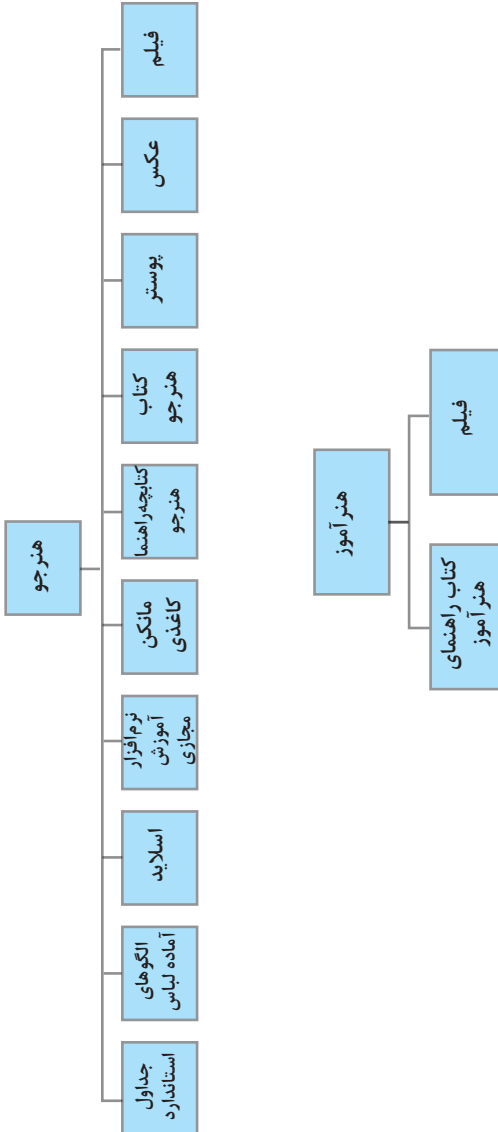 هنرجو
فیلم
عکس
پوستر
کتاب
هنرجو
کتابچه راهنما
هنرجو
مانکن
کاغذی
نرم‌افزار
آموزش
مجازی
اسلاید
الگوهای
آماده لباس
جداول
استاندارد
هنرآموز
فیلم
کتاب راهنمای
هنرآموز